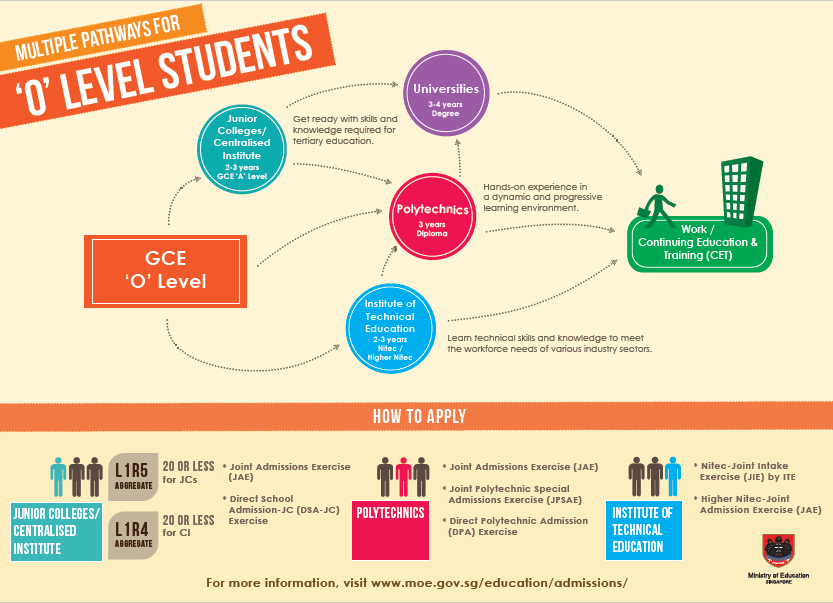 MULTIPLE PATHWAYS FOR
'O' LEVEL STUDENTS
Universities
3-4 years
Degree
Junior
Colleges/
Centralised
Institute
2-3 years
GCE 'A' Level
Get ready with skills and
knowledge required for
tertiary education.
Polytechnics
3 years
Diploma
Hands-on experience in
a dynamic and progressive
learning environment.
Work /
Continuing Education &
Training (CET)
GCE
'O' Level
Institute of
Technical
Education
2-3 years
Nitec /
Higher Nitec
Learn technical skills and knowledge to meet
the workforce needs of various industry sectors.
HOW TO APPLY
JUNIOR COLLEGES/
CENTRALISED
INSTITUTE
L1R5
AGGREGATE
20 OR LESS
for JCs
L1R4
AGGREGATE
20 OR LESS
for CI
* Joint Admissions Exercise
(JAE)
* Direct School
Admission-JC (DSA-JC)
Exercise
POLYTECHNICS
* Joint Admissions Exercise (JAE)
* Joint Polytechnic Special
Admissions Exercise (JPSAE)
* Direct Polytechnic Admission
(DPA) Exercise
INSTITUTE OF
TECHNICAL
EDUCATION
* Nitec-Joint Intake
Exercise (JIE) by ITE
* Higher Nitec-Joint
Admission Exercise (JAE)
Ministry of Education
SINGAPORE
For more information, visit www.moe.gov.sg/education/admissions/